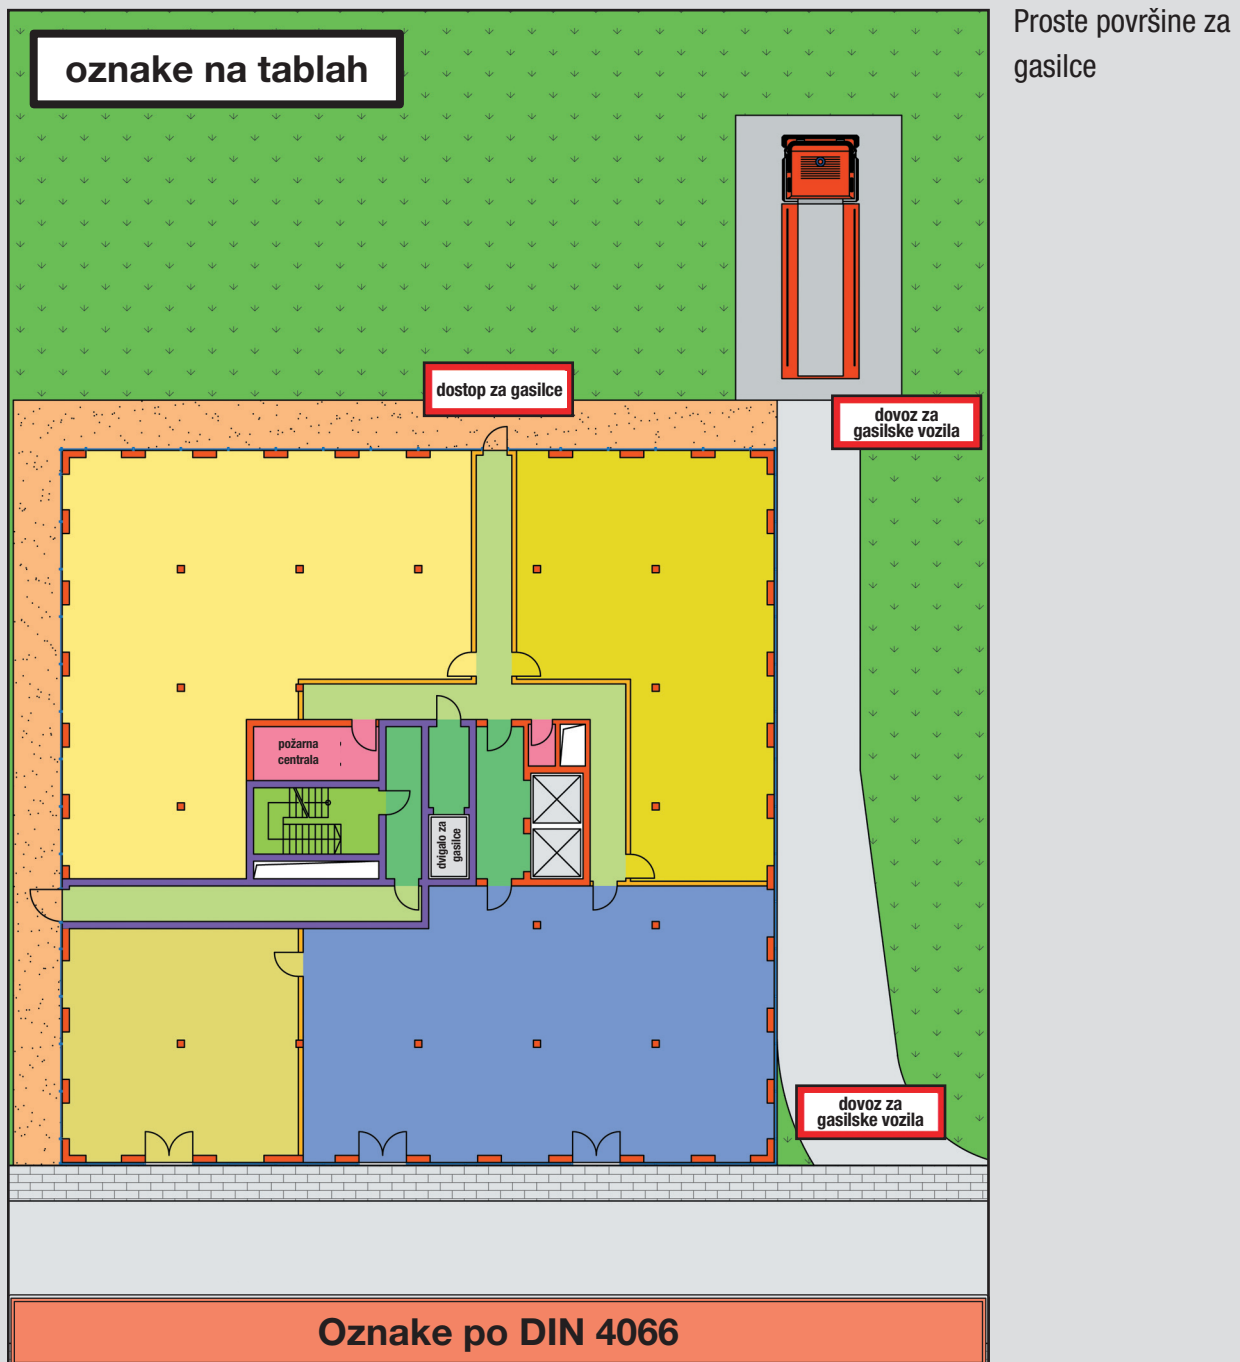 Proste površine za
gasilce
oznake na tablah
dostop za gasilce
dovoz za
gasilske vozila
požarna
centrala
dvigalo za
gasilce
dovoz za
gasilske vozila
Oznake po DIN 4066